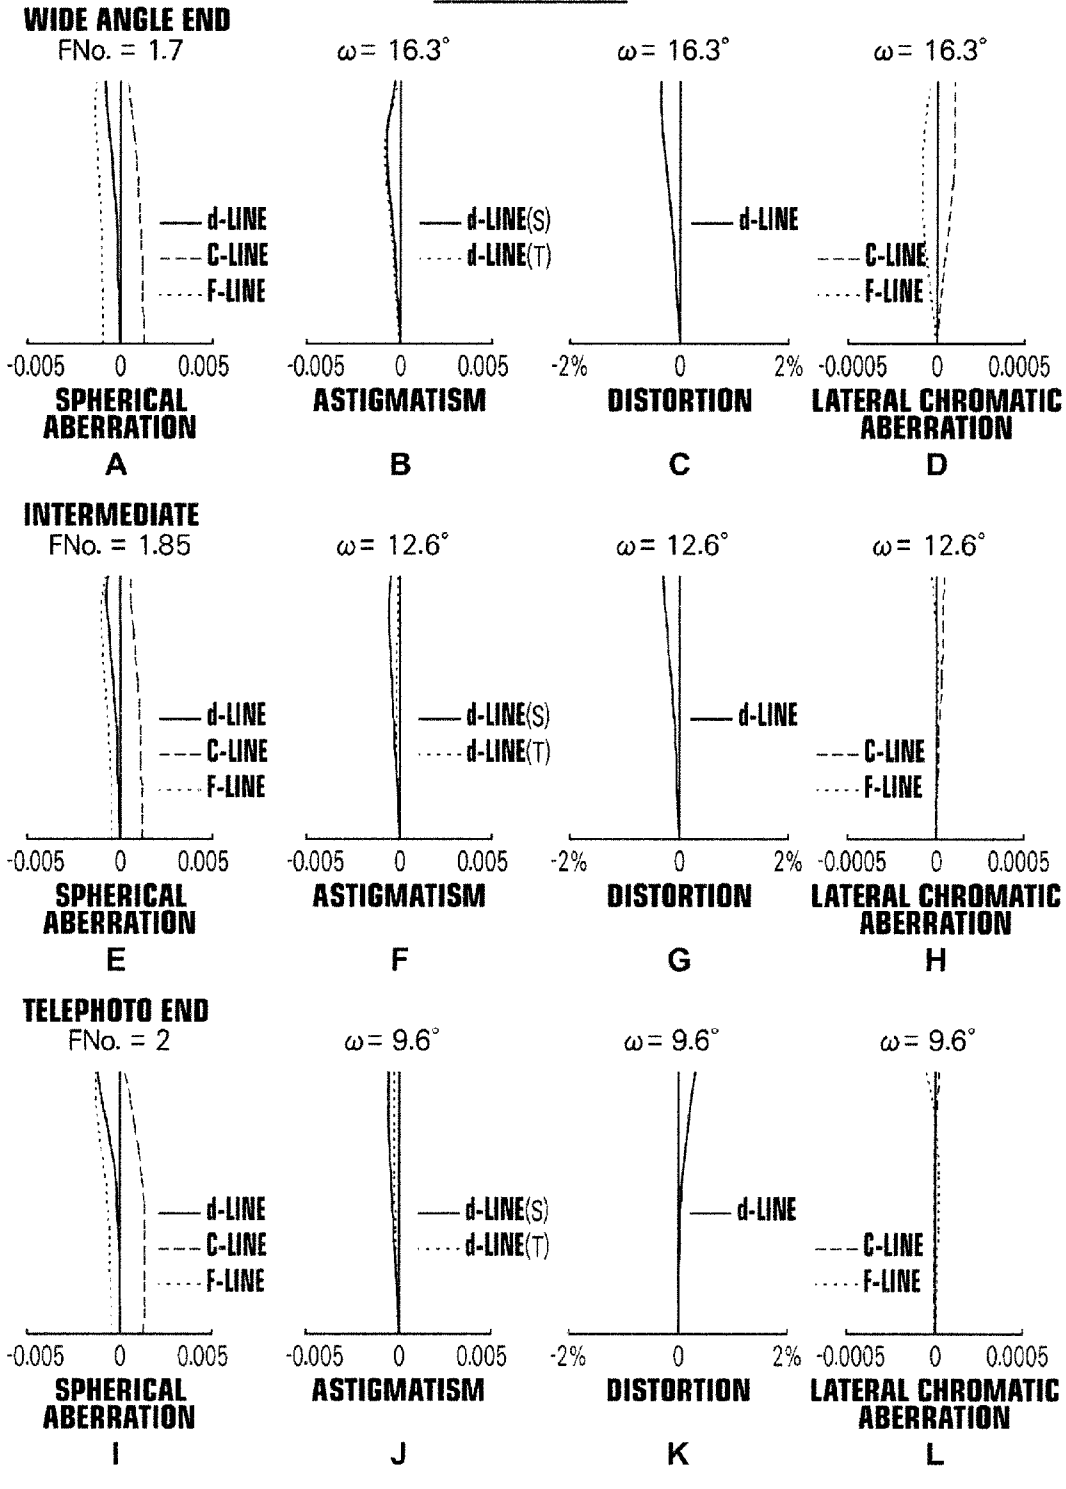 WIDE ANGLE END
FNo. = 1.7
ω = 16.3°
ω = 16.3°
ω = 16.3°
d-LINE
C-LINE
F-LINE
d-LINE(S)
d-LINE(T)
d-LINE
C-LINE
F-LINE
-0.005 0 0.005
-0.005 0 0.005
-2% 0 2%
-0.0005 0 0.0005
SPHERICAL
ABERRATION
ASTIGMATISM
DISTORTION
LATERAL CHROMATIC
ABERRATION
A
B
C
D
INTERMEDIATE
FNo. = 1.85
ω = 12.6°
ω = 12.6°
ω = 12.6°
d-LINE
C-LINE
F-LINE
d-LINE(S)
d-LINE(T)
d-LINE
C-LINE
F-LINE
-0.005 0 0.005
-0.005 0 0.005
-2% 0 2%
-0.0005 0 0.0005
SPHERICAL
ABERRATION
ASTIGMATISM
DISTORTION
LATERAL CHROMATIC
ABERRATION
E
F
G
H
TELEPHOTO END
FNo. = 2
ω = 9.6°
ω = 9.6°
ω = 9.6°
d-LINE
C-LINE
F-LINE
d-LINE(S)
d-LINE(T)
d-LINE
C-LINE
F-LINE
-0.005 0 0.005
-0.005 0 0.005
-2% 0 2%
-0.0005 0 0.0005
SPHERICAL
ABERRATION
ASTIGMATISM
DISTORTION
LATERAL CHROMATIC
ABERRATION
I
J
K
L